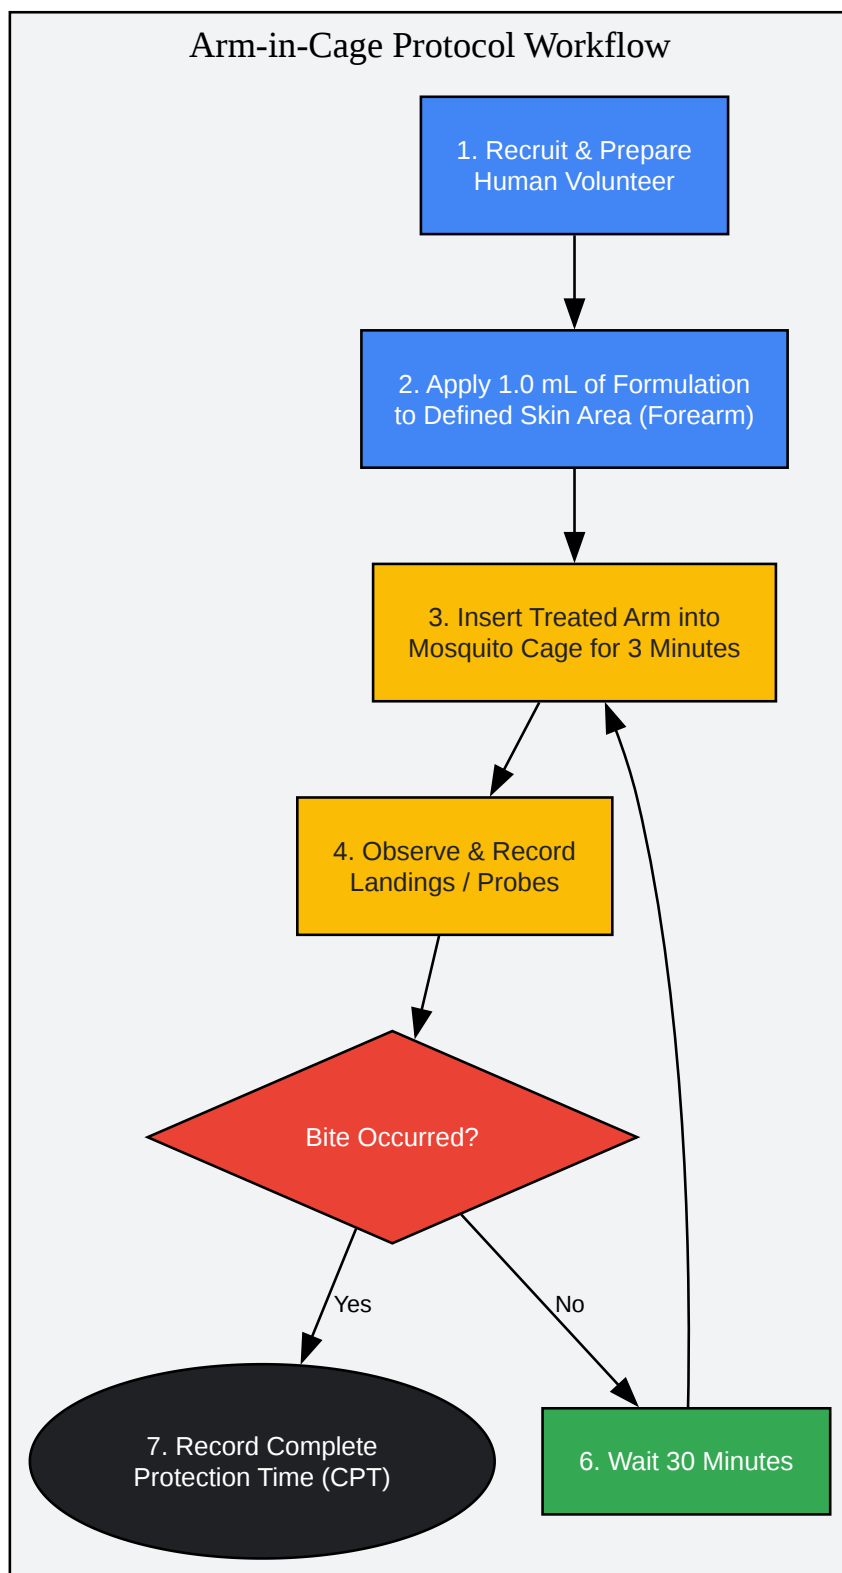 Arm-in-Cage Protocol Workflow
1. Recruit & Prepare
Human Volunteer
2. Apply 1.0 mL of Formulation
to Defined Skin Area (Forearm)
3. Insert Treated Arm into
Mosquito Cage for 3 Minutes
4. Observe & Record
Landings / Probes
Bite Occurred?
Yes
No
7. Record Complete
Protection Time (CPT)
6. Wait 30 Minutes